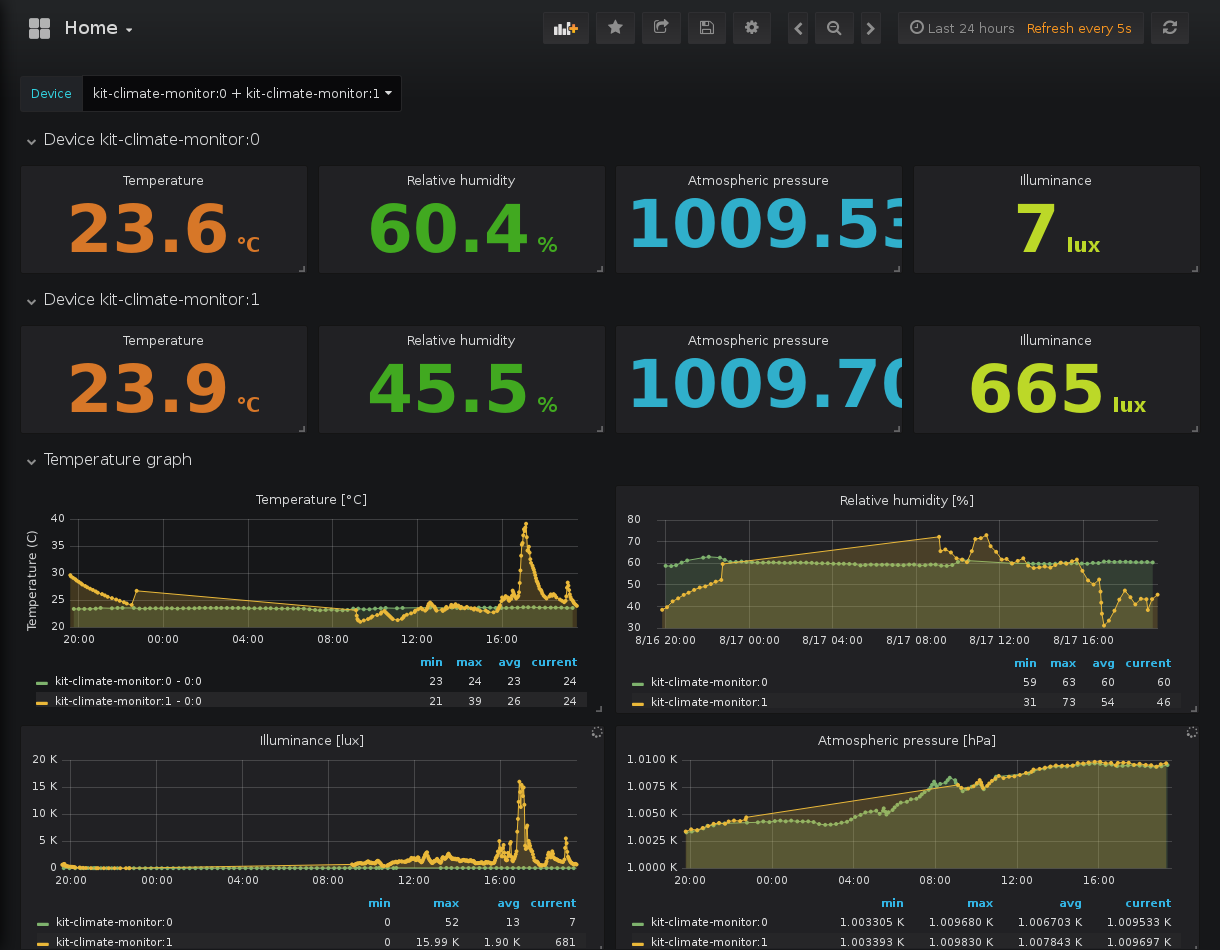 Home
Last 24 hours Refresh every 5s
Device kit-climate-monitor:0 + kit-climate-monitor:1
Device kit-climate-monitor:0
Temperature Relative humidity Atmospheric pressure Illuminance
23.6 °C 60.4 % 1009.53 7 lux
Device kit-climate-monitor:1
Temperature Relative humidity Atmospheric pressure Illuminance
23.9 °C 45.5 % 1009.70 665 lux
Temperature graph
Temperature [°C]
Temperature (C)
40
35
30
25
20
20:00 00:00 04:00 08:00 12:00 16:00
min max avg current
kit-climate-monitor:0 - 0:0 23 24 23 24
kit-climate-monitor:1 - 0:0 21 39 26 24
Relative humidity [%]
80
70
60
50
40
30
8/16 20:00 8/17 00:00 8/17 04:00 8/17 08:00 8/17 12:00 8/17 16:00
min max avg current
kit-climate-monitor:0 59 63 60 60
kit-climate-monitor:1 31 73 54 46
Illuminance [lux]
20 K
15 K
10 K
5 K
0
20:00 00:00 04:00 08:00 12:00 16:00
min max avg current
kit-climate-monitor:0 0 52 13 7
kit-climate-monitor:1 0 15.99 K 1.90 K 681
Atmospheric pressure [hPa]
1.0100 K
1.0075 K
1.0050 K
1.0025 K
1.0000 K
20:00 00:00 04:00 08:00 12:00 16:00
min max avg current
kit-climate-monitor:0 1.003305 K 1.009680 K 1.006703 K 1.009533 K
kit-climate-monitor:1 1.003393 K 1.009830 K 1.007843 K 1.009697 K